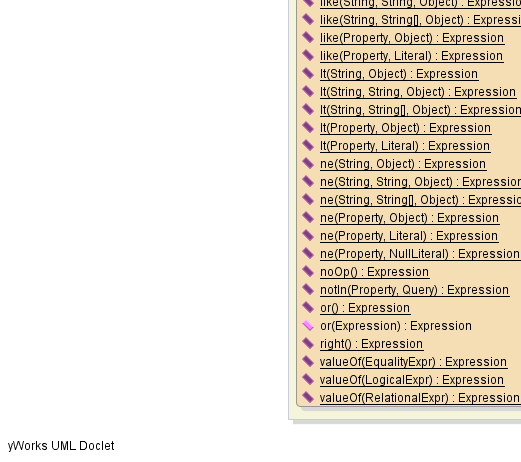 like(String, String, Object) : Expressio
like(String, String[], Object) : Expressi
like(Property, Object) : Expression
like(Property, Literal) : Expression
lt(String, Object) : Expression
lt(String, String, Object) : Expression
lt(String, String[], Object) : Expression
lt(Property, Object) : Expression
lt(Property, Literal) : Expression
ne(String, Object) : Expression
ne(String, String, Object) : Expression
ne(String, String[], Object) : Expressio
ne(Property, Object) : Expression
ne(Property, Literal) : Expression
ne(Property, NullLiteral) : Expression
noOp() : Expression
notIn(Property, Query) : Expression
or() : Expression
or(Expression) : Expression
right() : Expression
valueOf(EqualityExpr) : Expression
valueOf(LogicalExpr) : Expression
valueOf(RelationalExpr) : Expression
yWorks UML Doclet